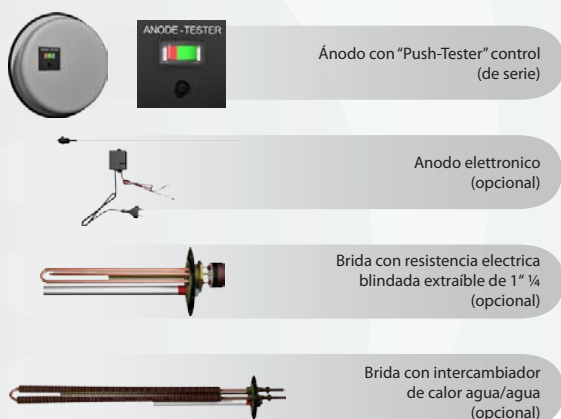 ANODE-TESTER
Ánodo con “Push-Tester” control
(de serie)
Anodo elettronico
(opcional)
Brida con resistencia electrica
blindada extraíble de 1“ ¼
(opcional)
Brida con intercambiador
de calor agua/agua
(opcional)